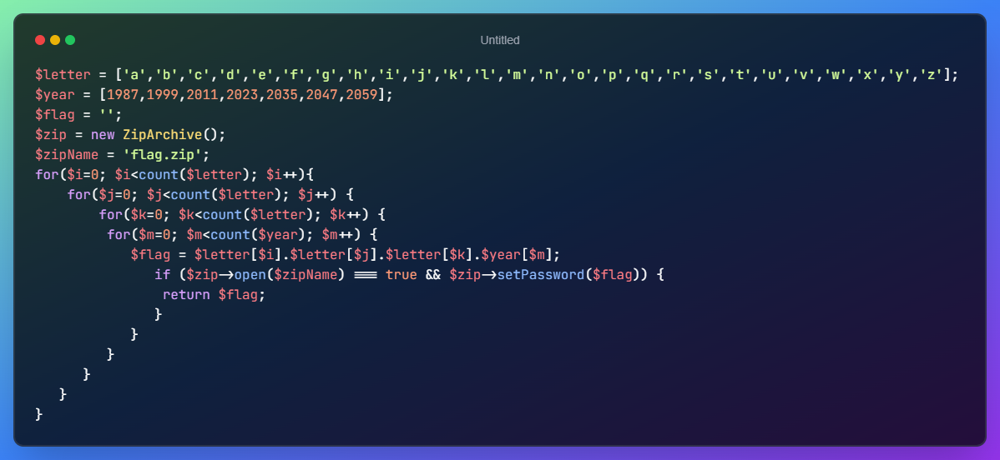 Untitled
$letter = ['a','b','c','d','e','f','g','h','i','j','k','l','m','n','o','p','q','r','s','t','u','v','w','x','y','z'];
$year = [1987,1999,2011,2023,2035,2047,2059];
$flag = '';
$zip = new ZipArchive();
$zipName = 'flag.zip';
for($i=0; $i<count($letter); $i++){
    for($j=0; $j<count($letter); $j++) {
        for($k=0; $k<count($letter); $k++) {
         for($m=0; $m<count($year); $m++) {
            $flag = $letter[$i].$letter[$j].$letter[$k].$year[$m];
               if ($zip->open($zipName) === true && $zip->setPassword($flag)) {
                return $flag;
               }
            }
         }
      }
   }
}